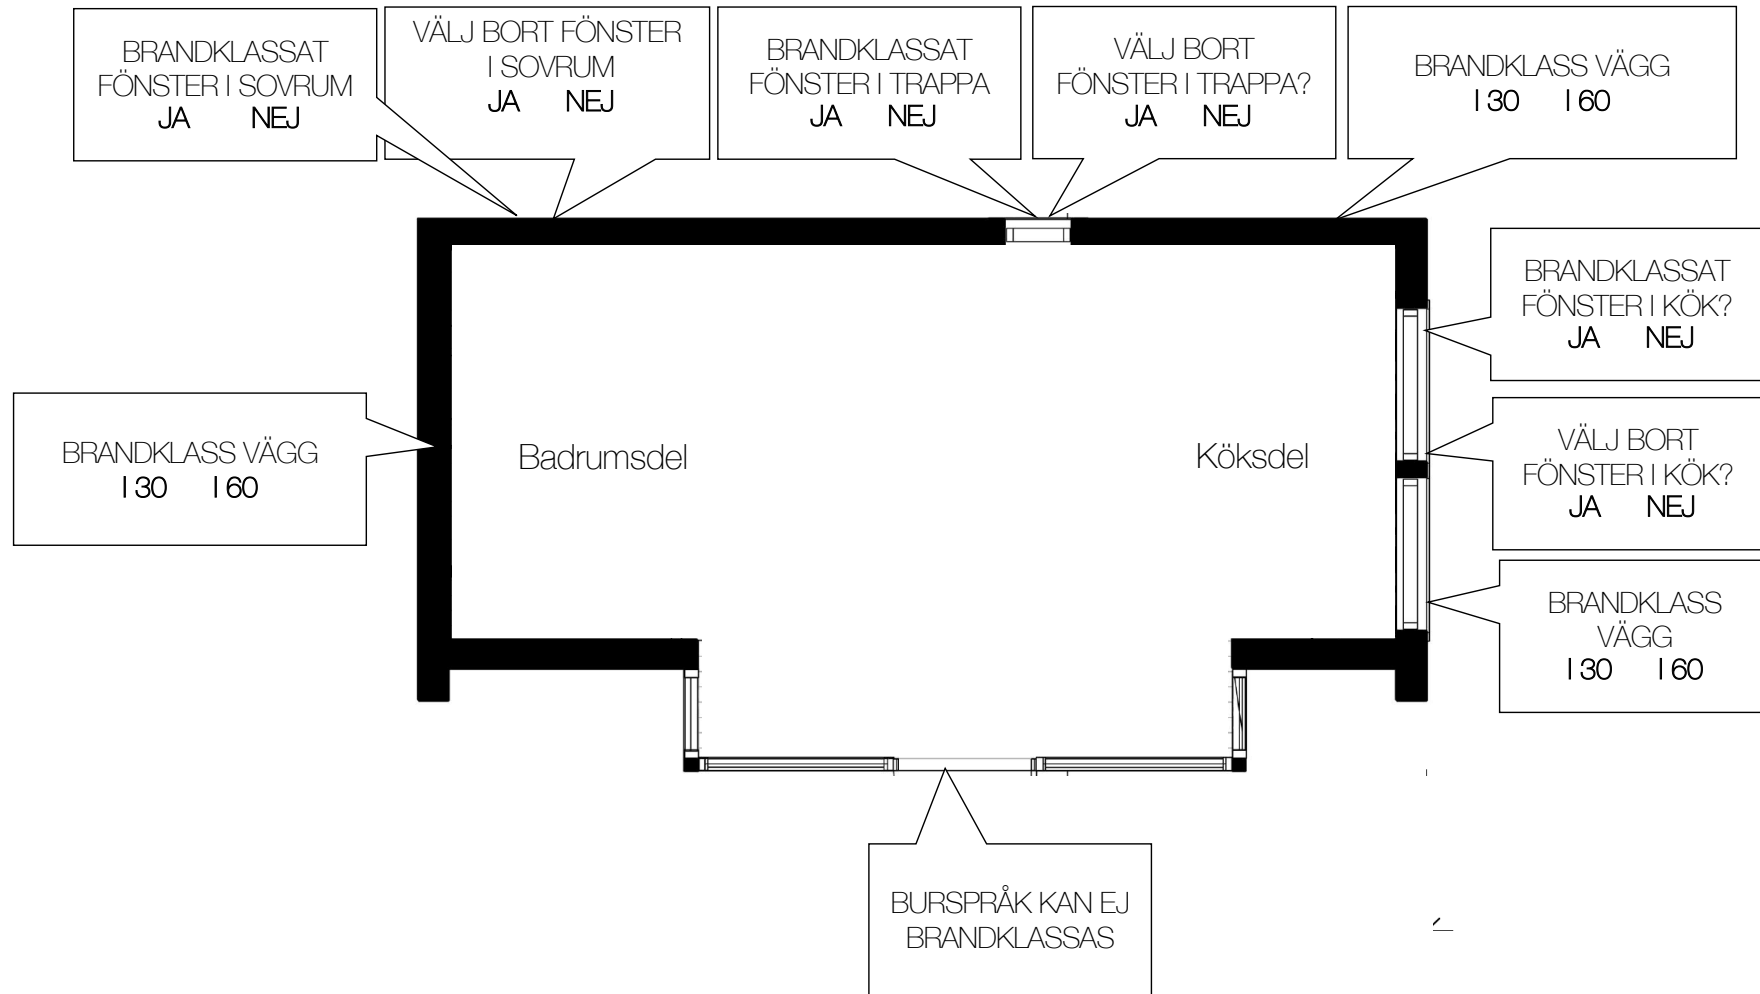 BRANDKLASSAT
FÖNSTER I SOVRUM
JA NEJ
VÄLJ BORT FÖNSTER
I SOVRUM
JA NEJ
BRANDKLASSAT
FÖNSTER I TRAPPA
JA NEJ
VÄLJ BORT
FÖNSTER I TRAPPA?
JA NEJ
BRANDKLASS VÄGG
I 30 I 60
BRANDKLASSAT
FÖNSTER I KÖK?
JA NEJ
BRANDKLASS VÄGG
I 30 I 60
Badrumsdel
Köksdel
VÄLJ BORT
FÖNSTER I KÖK?
JA NEJ
BRANDKLASS
VÄGG
I 30 I 60
BURSPRÅK KAN EJ
BRANDKLASSAS